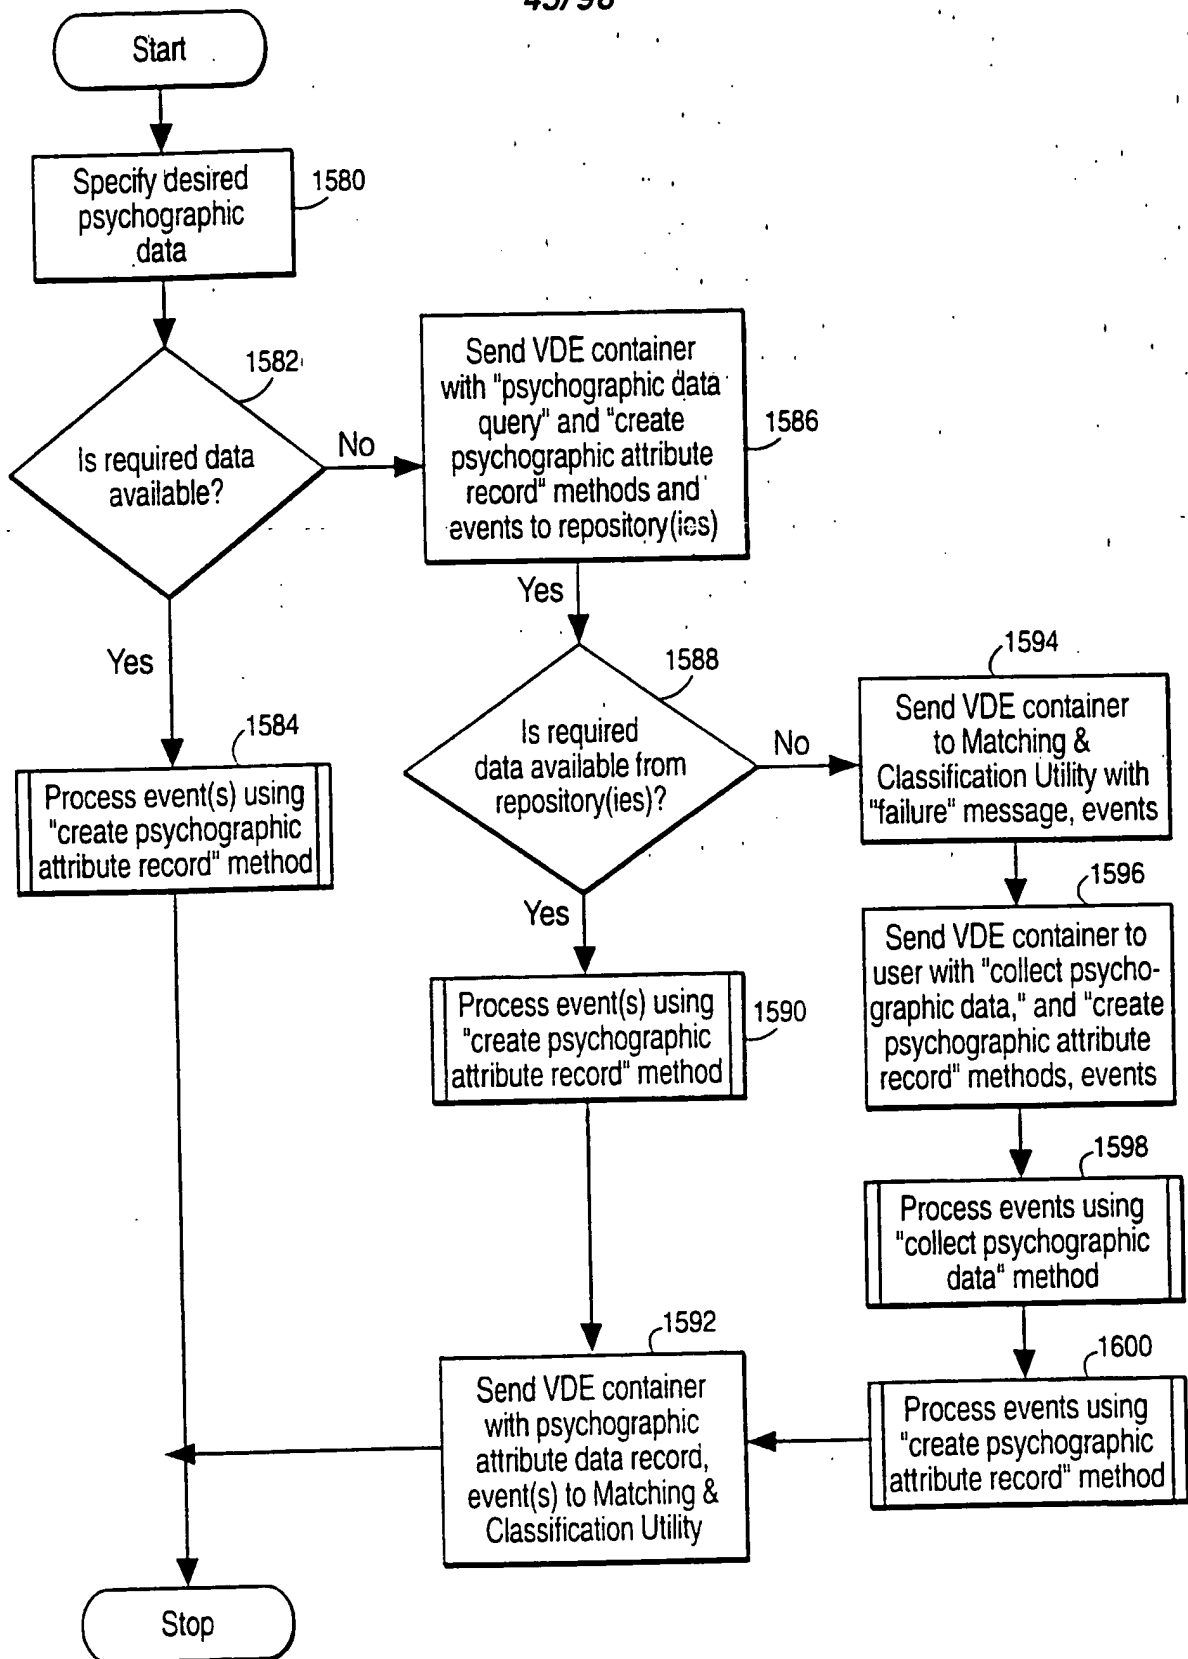 45/98
Start
Specify desired
psychographic
data
1580
1582
Is required data
available?
No
Yes
Send VDE container
with "psychographic data
query" and "create
psychographic attribute
record" methods and
events to repository(ies)
1586
Yes
1588
Is required
data available from
repository(ies)?
No
Yes
1584
Process event(s) using
"create psychographic
attribute record" method
1594
Send VDE container
to Matching &
Classification Utility with
"failure" message, events
1596
Send VDE container to
user with "collect psycho-
graphic data," and "create
psychographic attribute
record" methods, events
Process event(s) using
"create psychographic
attribute record" method
1590
1598
Process events using
"collect psychographic
data" method
1592
Send VDE container
with psychographic
attribute data record,
event(s) to Matching &
Classification Utility
1600
Process events using
"create psychographic
attribute record" method
Stop